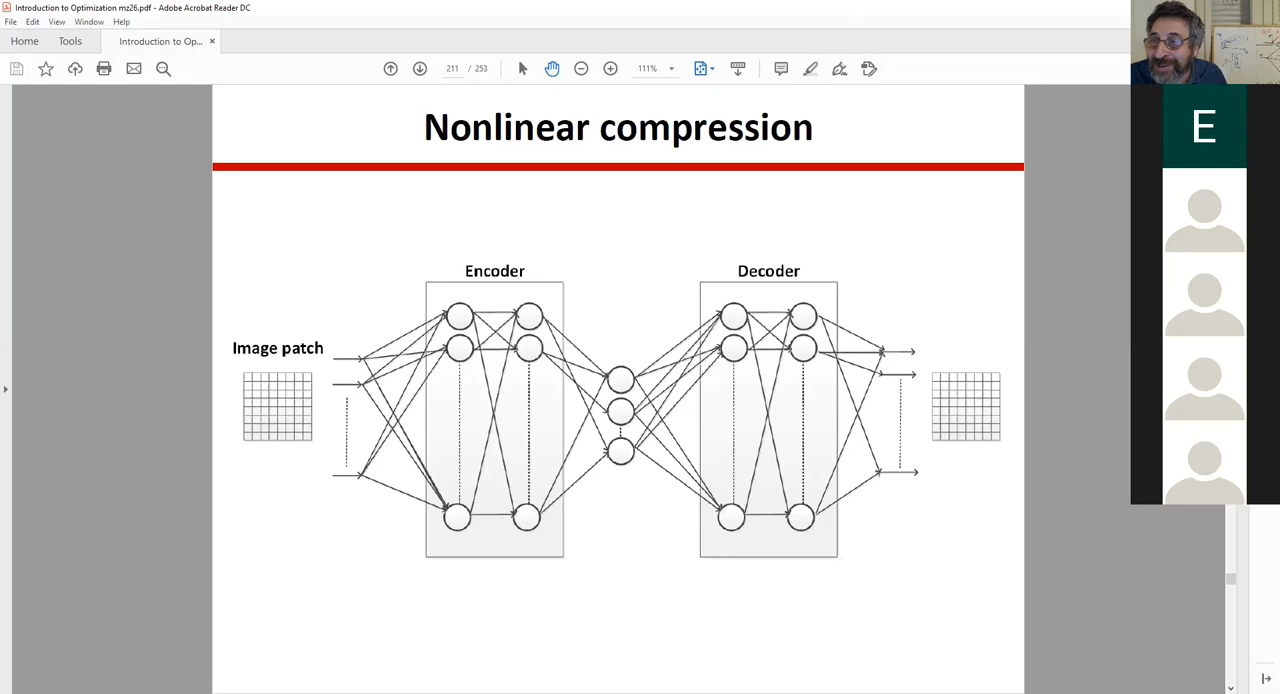 Introduction to Optimization mz26.pdf - Adobe Acrobat Reader DC
File Edit View Window Help
Home Tools Introduction to Op... ×
211 / 253 111%
Nonlinear compression
E
Encoder Decoder
Image patch